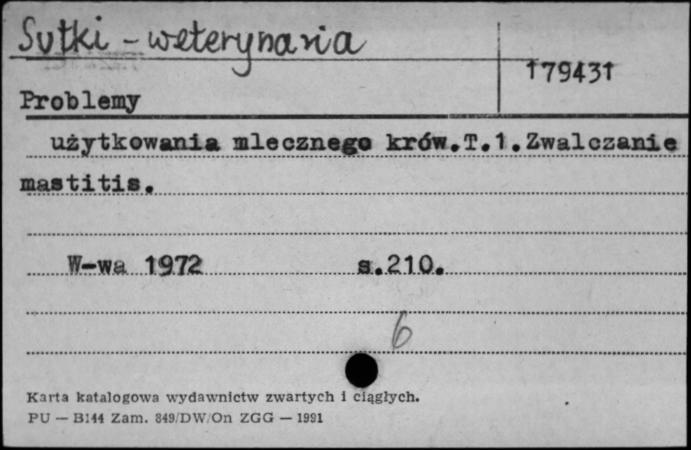 Sutki - weterynaria
179431
Problemy
użytkowania mlecznego krów.T.1.Zwalczanie
mastitis.
W-wa 1972 s.210.
6
Karta katalogowa wydawnictw zwartych i ciągłych.
PU — B144 Zam. 849/DW/On ZGG — 1991